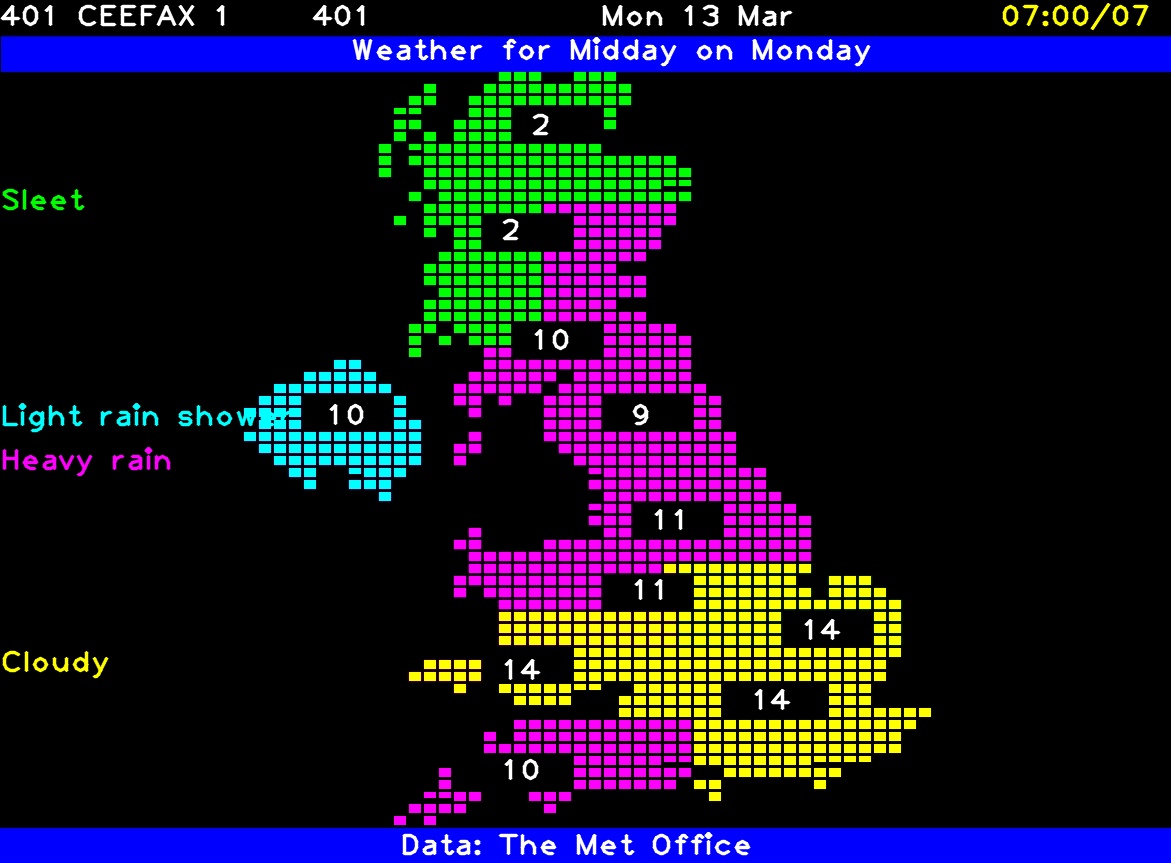 401 CEEFAX 1 401 Mon 13 Mar 07:00/07
Weather for Midday on Monday
2
Sleet
2
10
Light rain shower 10 9
Heavy rain
11
11
14
Cloudy 14
14
10
Data: The Met Office